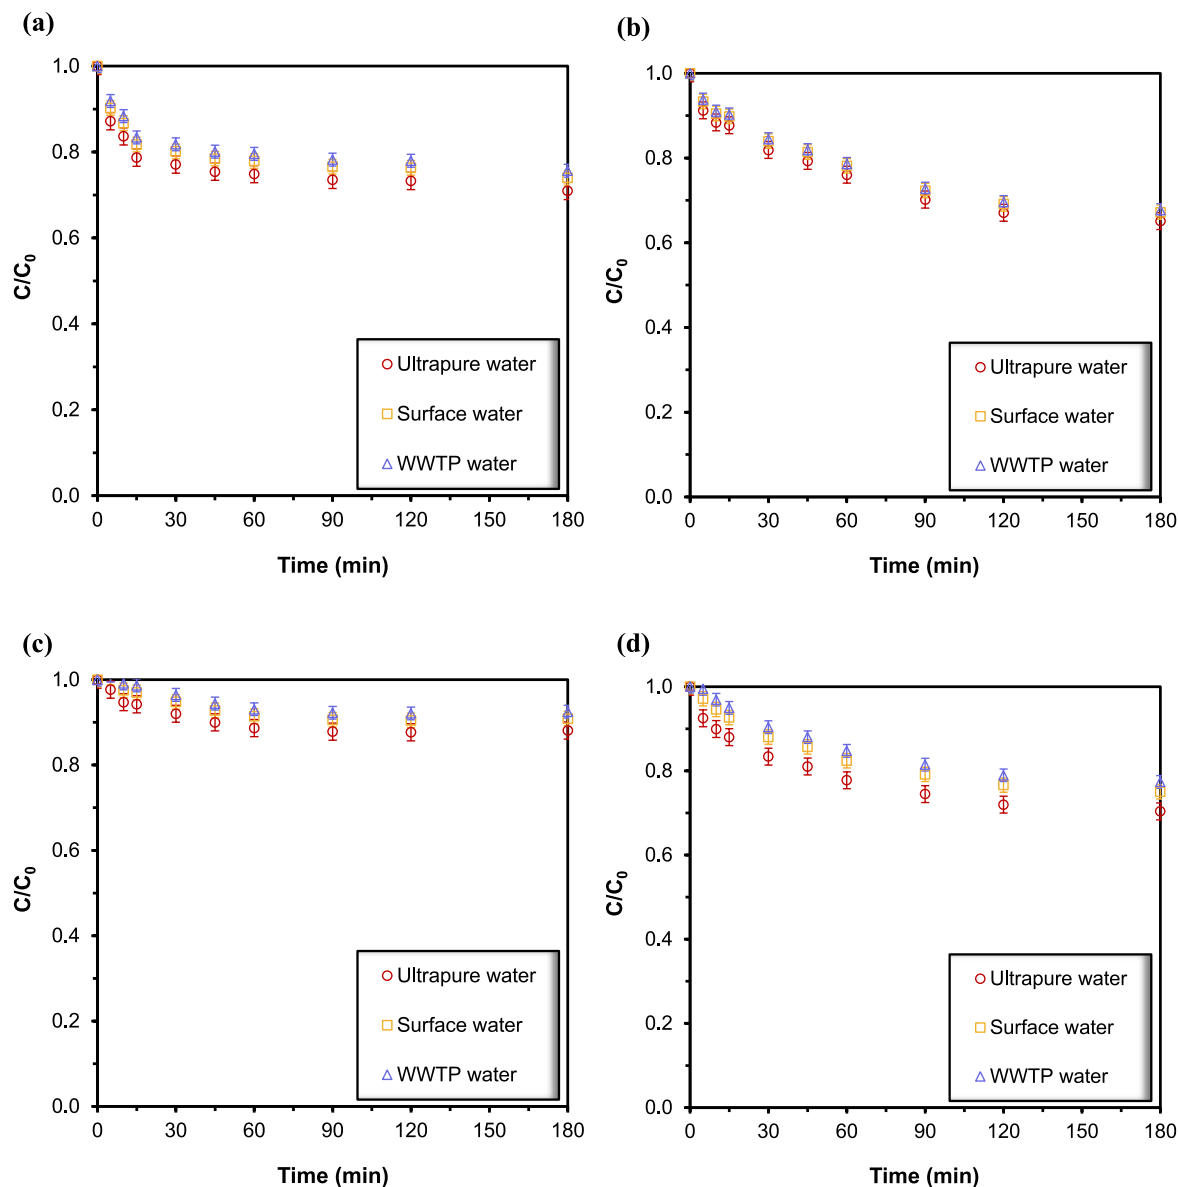 (a)
1.0
0.8
0.6
0.4
0.2
0.0
C/C0
Ultrapure water
Surface water
WWTP water
0 30 60 90 120 150 180
Time (min)
(b)
1.0
0.8
0.6
0.4
0.2
0.0
C/C0
Ultrapure water
Surface water
WWTP water
0 30 60 90 120 150 180
Time (min)
(c)
1.0
0.8
0.6
0.4
0.2
0.0
C/C0
Ultrapure water
Surface water
WWTP water
0 30 60 90 120 150 180
Time (min)
(d)
1.0
0.8
0.6
0.4
0.2
0.0
C/C0
Ultrapure water
Surface water
WWTP water
0 30 60 90 120 150 180
Time (min)